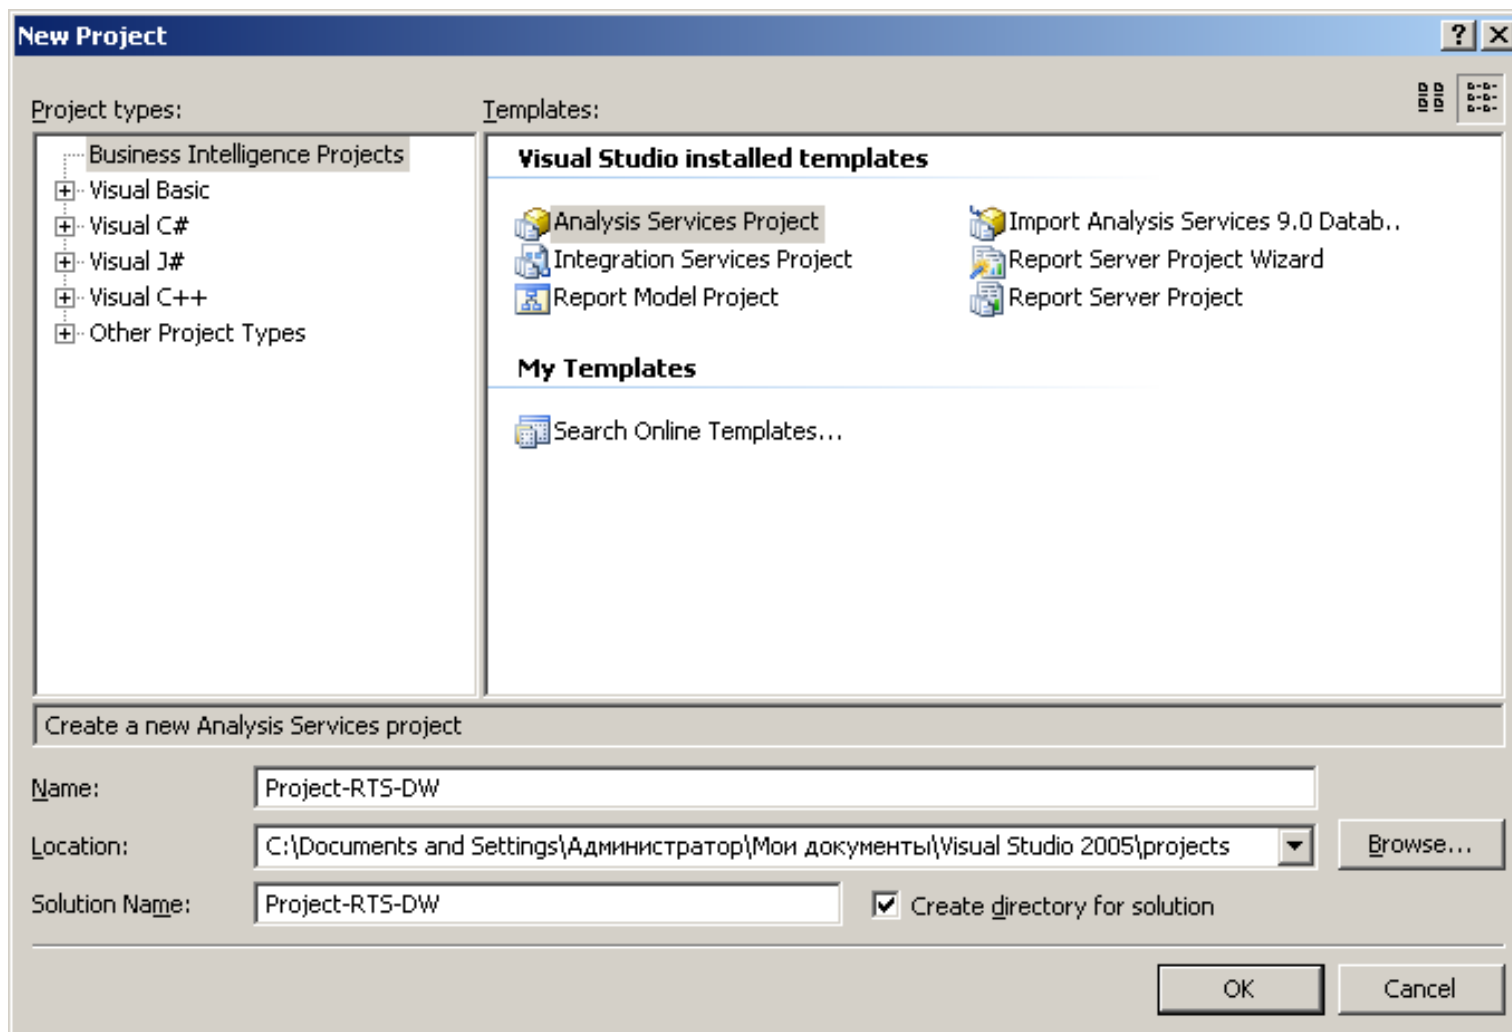 New Project
Project types:
Templates:
Business Intelligence Projects
Visual Basic
Visual C#
Visual J#
Visual C++
Other Project Types
Visual Studio installed templates
Analysis Services Project
Import Analysis Services 9.0 Datab..
Integration Services Project
Report Server Project Wizard
Report Model Project
Report Server Project
My Templates
Search Online Templates...
Create a new Analysis Services project
Name:
Project-RTS-DW
Location:
C:\Documents and Settings\Администратор\Мои документы\Visual Studio 2005\projects
Browse...
Solution Name:
Project-RTS-DW
Create directory for solution
OK
Cancel